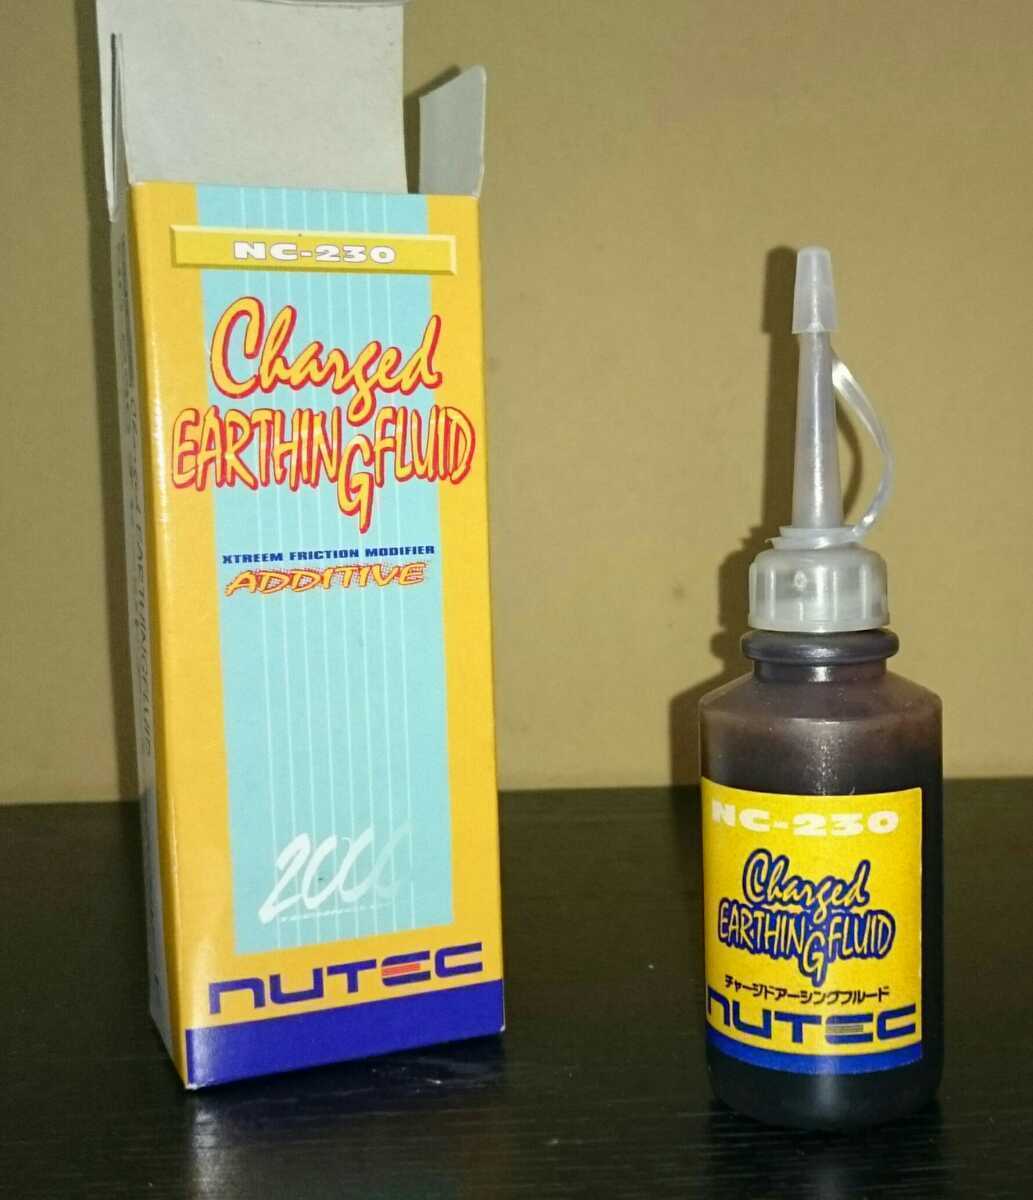 NC-230
Charged
EARTHINGFLUID
XTREEM FRICTION MODIFIER
ADDITIVE
2000
NUTEC
NC-230
Charged
EARTHINGFLUID
チャージドアーシングフルード
NUTEC